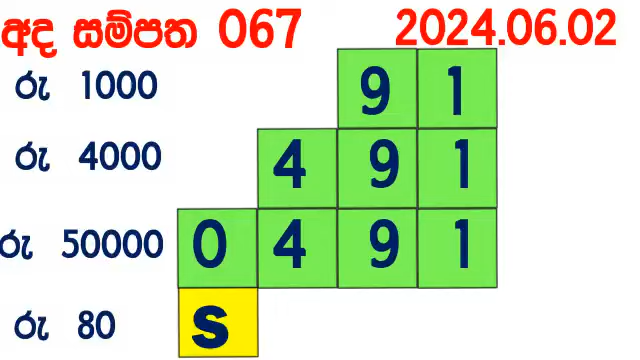 අද සම්පත 067 2024.06.02
රු 1000 9 1
රු 4000 4 9 1
රු 50000 0 4 9 1
රු 80 S